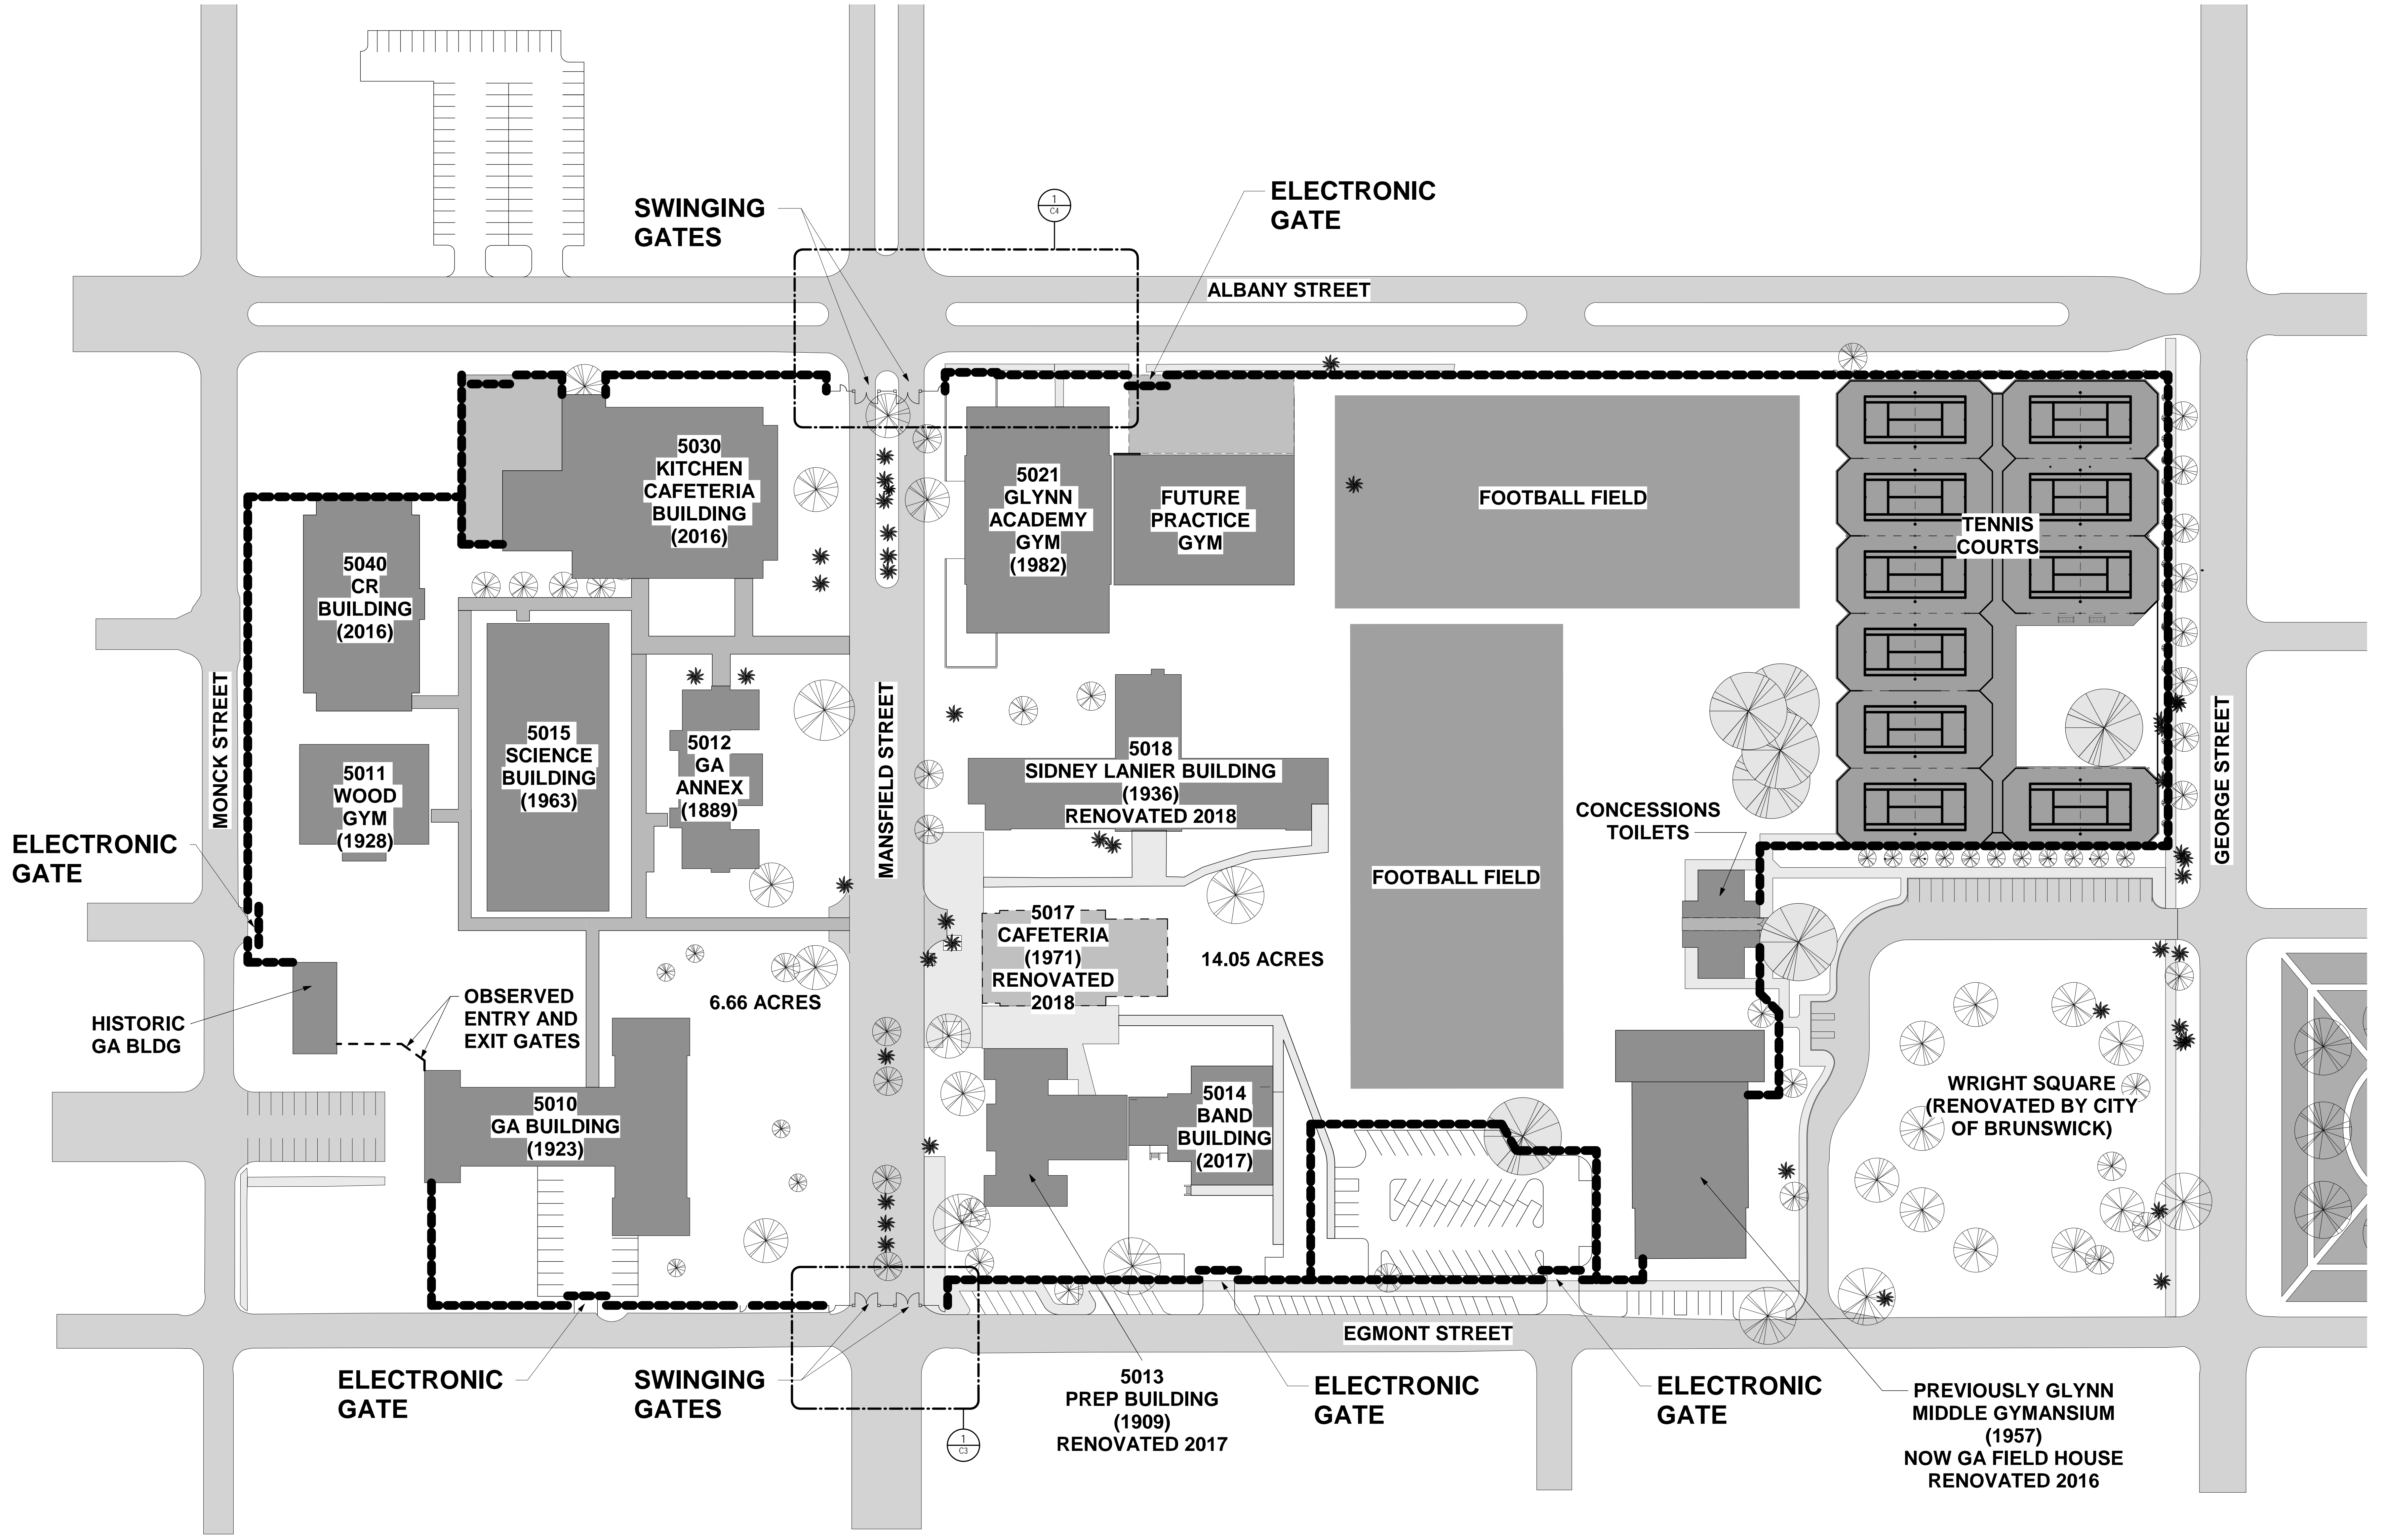 SWINGING
GATES
1
C4
ELECTRONIC
GATE
ALBANY STREET
5030
KITCHEN
CAFETERIA
BUILDING
(2016)
5021
GLYNN
ACADEMY
GYM
(1982)
FUTURE
PRACTICE
GYM
FOOTBALL FIELD
TENNIS
COURTS
5040
CR
BUILDING
(2016)
MONCK STREET
5011
WOOD
GYM
(1928)
5015
SCIENCE
BUILDING
(1963)
5012
GA
ANNEX
(1889)
MANSFIELD STREET
5018
SIDNEY LANIER BUILDING
(1936)
RENOVATED 2018
CONCESSIONS
TOILETS
GEORGE STREET
ELECTRONIC
GATE
FOOTBALL FIELD
5017
CAFETERIA
(1971)
RENOVATED
2018
14.05 ACRES
6.66 ACRES
OBSERVED
ENTRY AND
EXIT GATES
HISTORIC
GA BLDG
5010
GA BUILDING
(1923)
5014
BAND
BUILDING
(2017)
WRIGHT SQUARE
(RENOVATED BY CITY
OF BRUNSWICK)
EGMONT STREET
ELECTRONIC
GATE
SWINGING
GATES
1
C3
5013
PREP BUILDING
(1909)
RENOVATED 2017
ELECTRONIC
GATE
ELECTRONIC
GATE
PREVIOUSLY GLYNN
MIDDLE GYMANSIUM
(1957)
NOW GA FIELD HOUSE
RENOVATED 2016